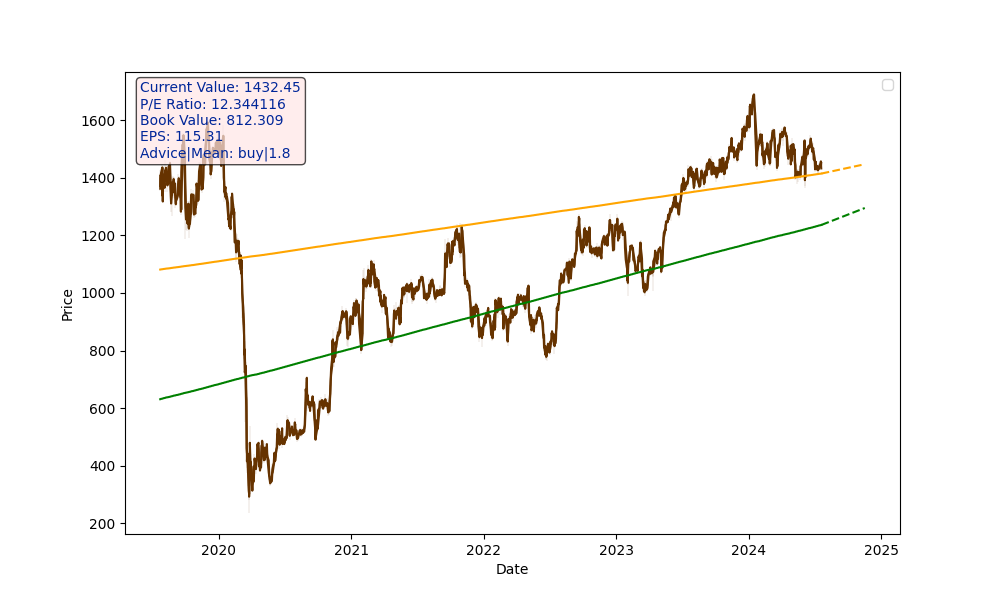 Current Value: 1432.45
P/E Ratio: 12.344116
Book Value: 812.309
EPS: 115.31
Advice|Mean: buy|1.8
1600
1400
1200
1000
800
600
400
200
Price
2020
2021
2022
2023
2024
2025
Date